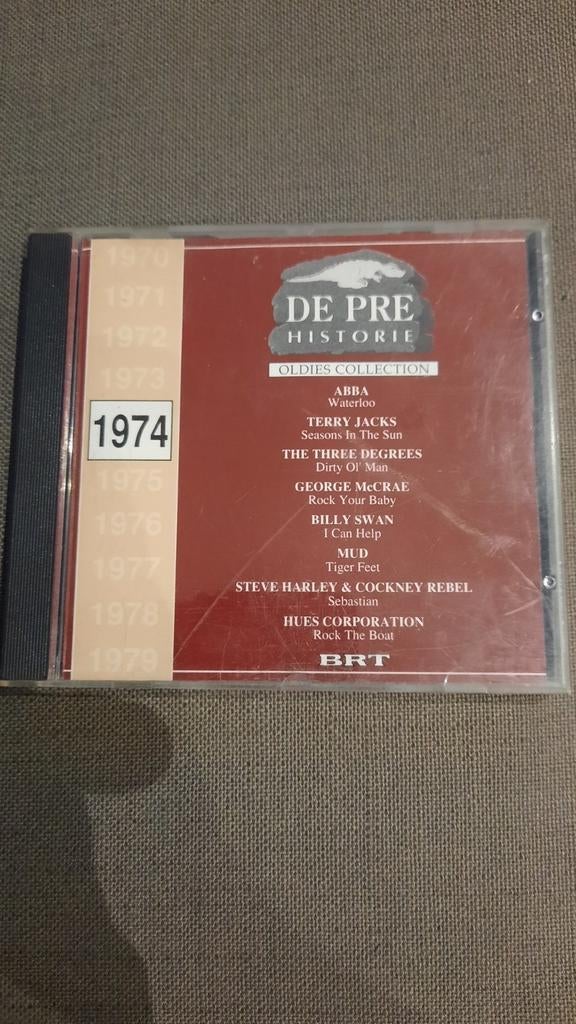 1970
1971
1972
1973
1974
1975
1976
1977
1978
1979
DE PRE
HISTORIE
OLDIES COLLECTION
ABBA
Waterloo
TERRY JACKS
Seasons In The Sun
THE THREE DEGREES
Dirty Ol' Man
GEORGE McCRAE
Rock Your Baby
BILLY SWAN
I Can Help
MUD
Tiger Feet
STEVE HARLEY & COCKNEY REBEL
Sebastian
HUES CORPORATION
Rock The Boat
BRT